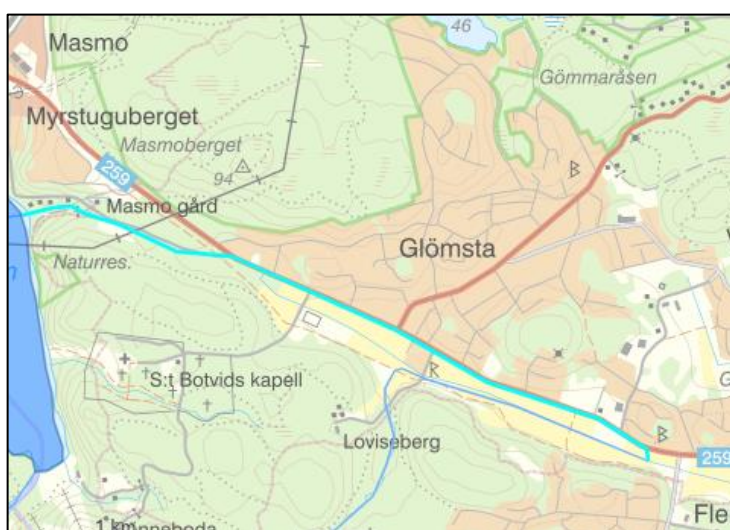 46
Masmo
Gömmaråsen
Myrstuguberget
Masmoberget
259
94
Masmo gård
Glömsta
Naturres.
S:t Botvids kapell
Loviseberg
259
Fle
1 km